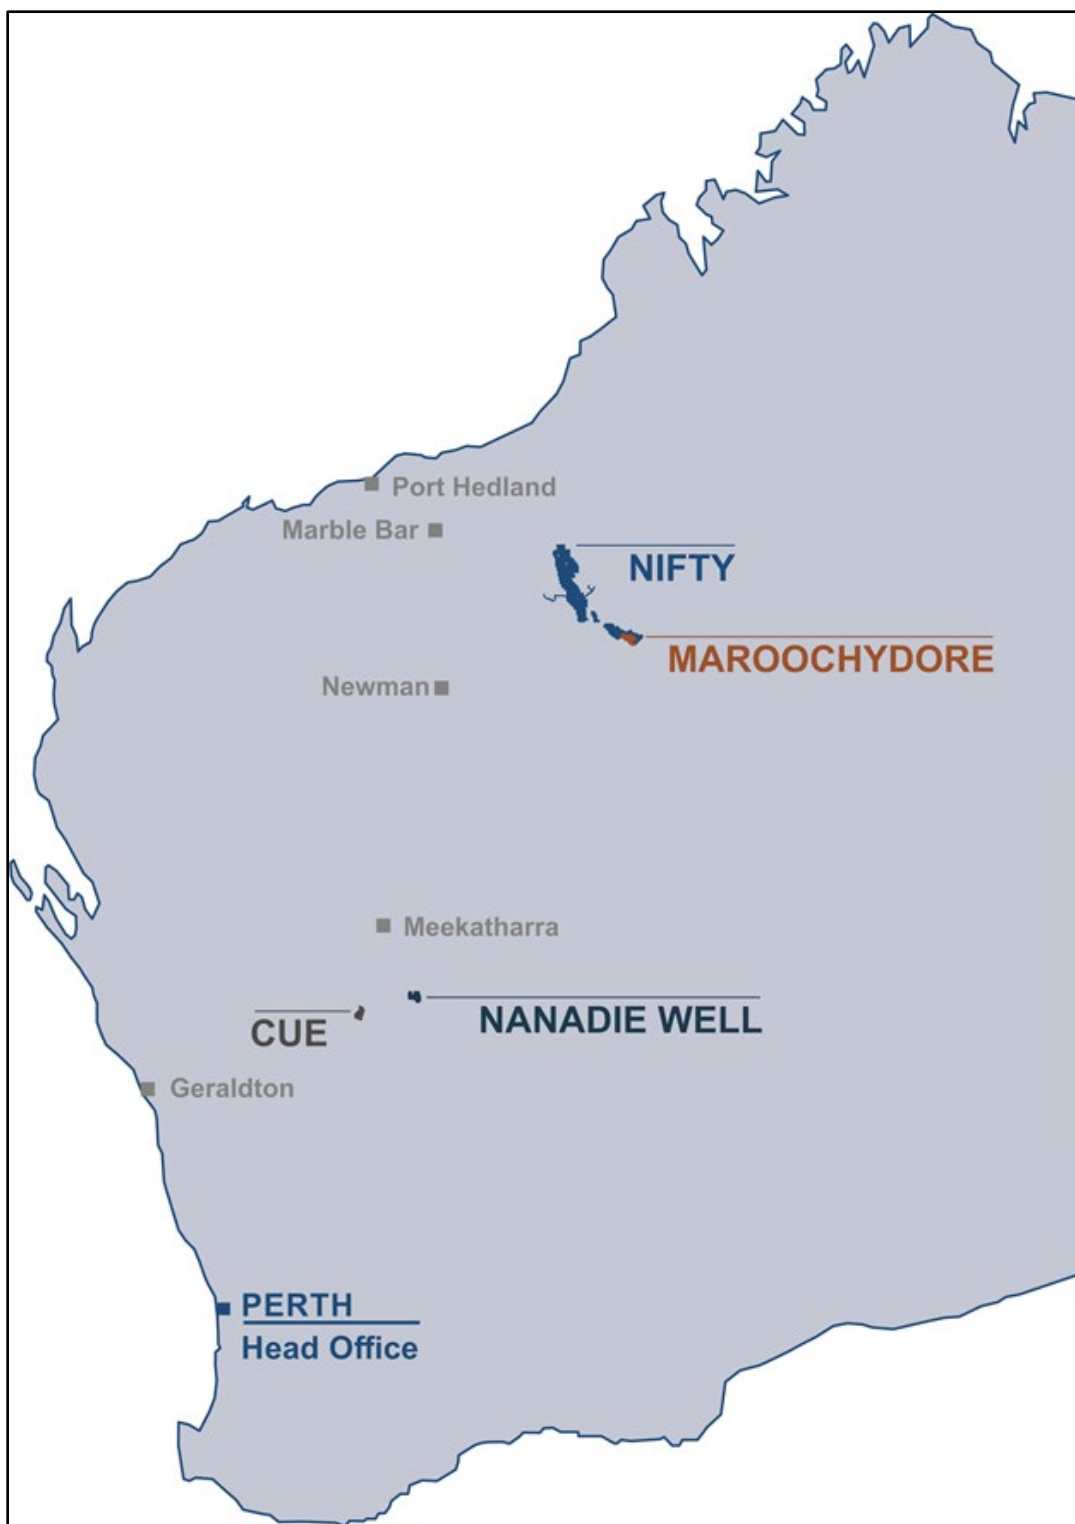 Port Hedland
Marble Bar
NIFTY
MAROOCHYDORE
Newman
Meekatharra
NANADIE WELL
CUE
Geraldton
PERTH
Head Office